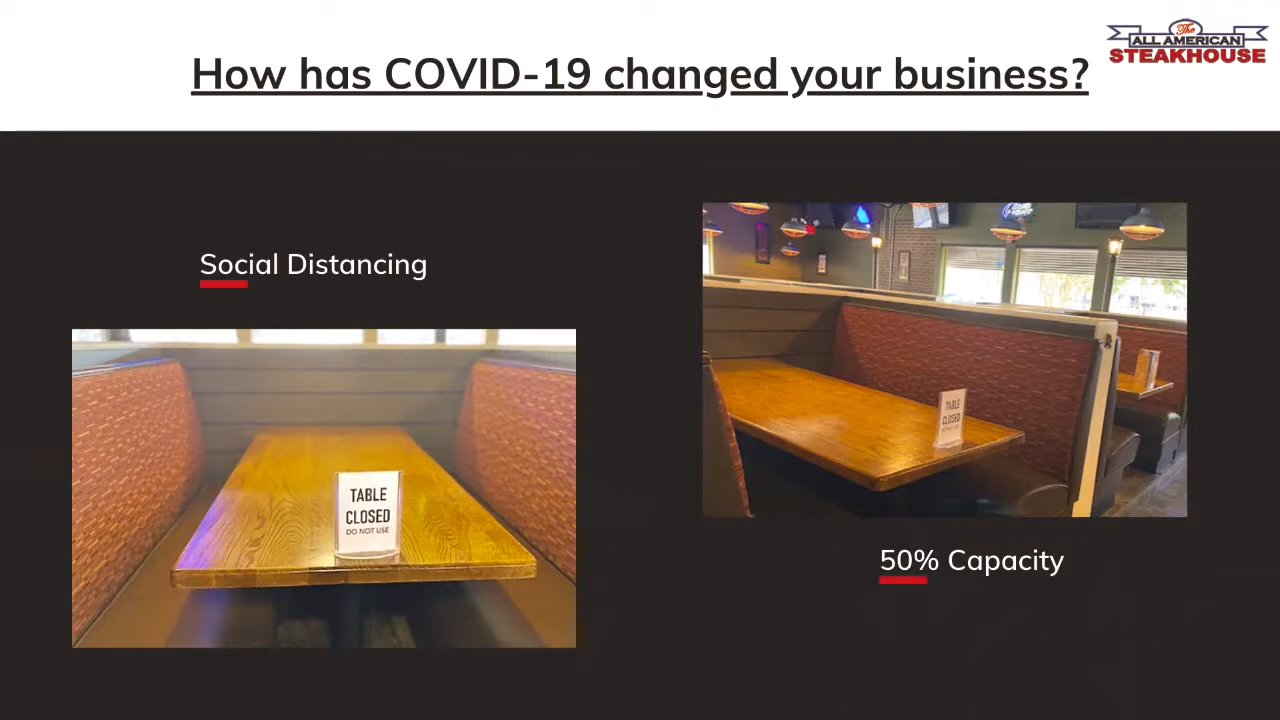 How has COVID-19 changed your business?
The
ALL AMERICAN
STEAKHOUSE
Social Distancing
TABLE
CLOSED
DO NOT USE
TABLE
CLOSED
50% Capacity